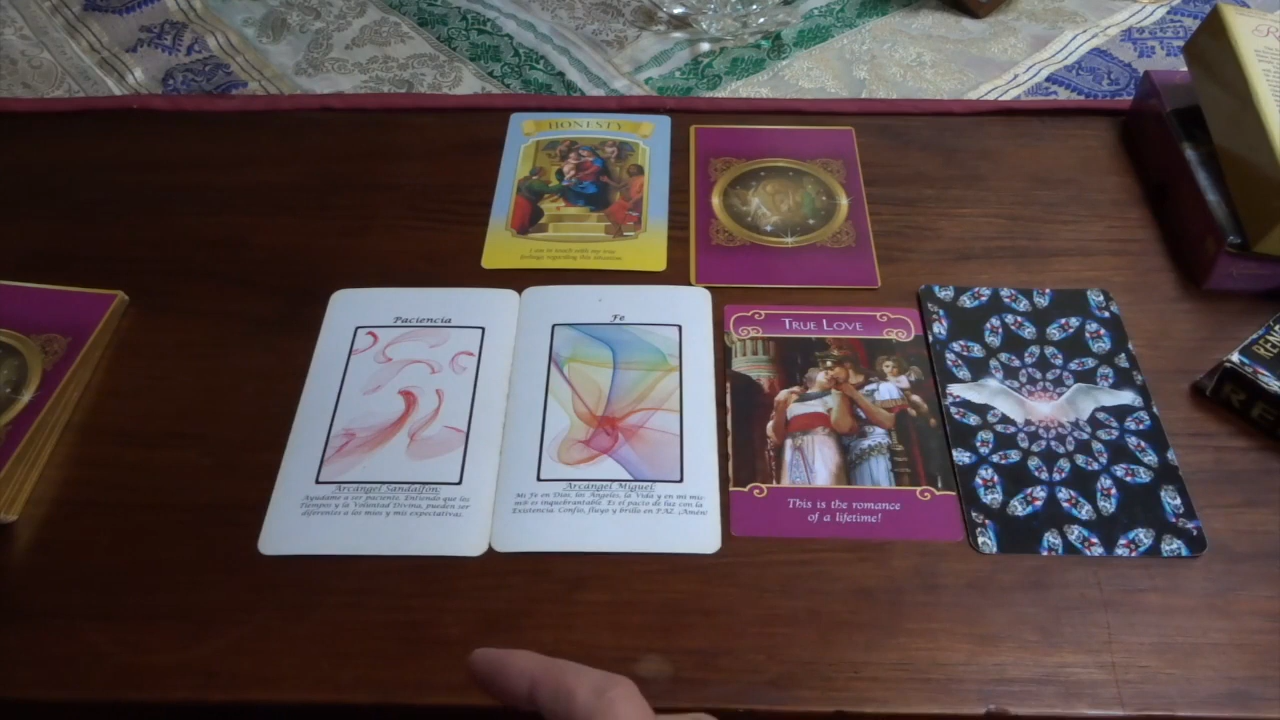 HONESTY
I am in touch with my true
feelings regarding this situation.
Paciencia
Arcángel Sandalfón:
Ayúdame a ser paciente. Entiendo que los
Tiempos y la Voluntad Divina, pueden ser
diferentes a los míos y mis expectativas.
Fe
Arcángel Miguel:
Mi Fe en Dios, los Ángeles, la Vida y en mi mis-
mo es inquebrantable. Es el pacto de luz con la
Existencia. Confío, fluyo y brillo en PAZ. ¡Amén!
TRUE LOVE
This is the romance
of a lifetime!